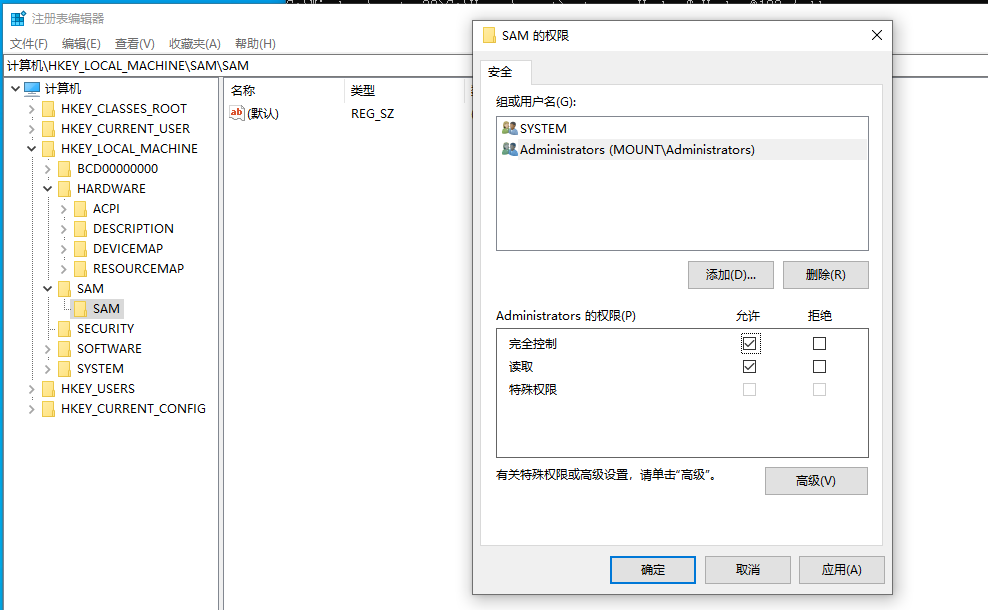 注册表编辑器
文件(F) 编辑(E) 查看(V) 收藏夹(A) 帮助(H)
计算机\HKEY_LOCAL_MACHINE\SAM\SAM
计算机
HKEY_CLASSES_ROOT
HKEY_CURRENT_USER
HKEY_LOCAL_MACHINE
BCD00000000
HARDWARE
ACPI
DESCRIPTION
DEVICEMAP
RESOURCEMAP
SAM
SAM
SECURITY
SOFTWARE
SYSTEM
HKEY_USERS
HKEY_CURRENT_CONFIG
名称 类型
ab (默认) REG_SZ
SAM 的权限
安全
组或用户名(G):
SYSTEM
Administrators (MOUNT\Administrators)
添加(D)... 删除(R)
Administrators 的权限(P) 允许 拒绝
完全控制
读取
特殊权限
有关特殊权限或高级设置，请单击“高级”。
高级(V)
确定 取消 应用(A)